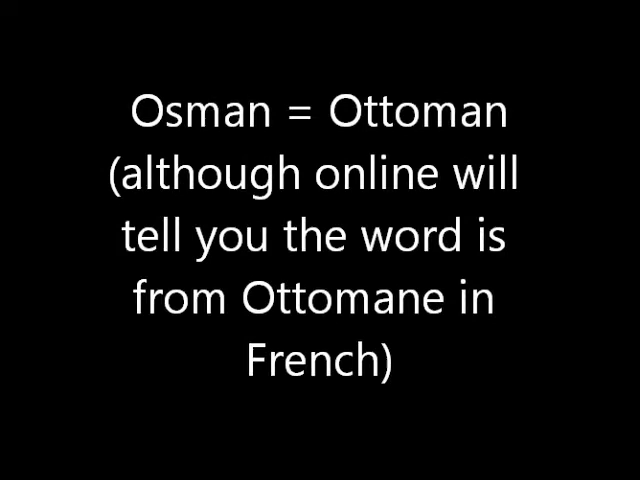 Osman = Ottoman
(although online will
tell you the word is
from Ottomane in
French)